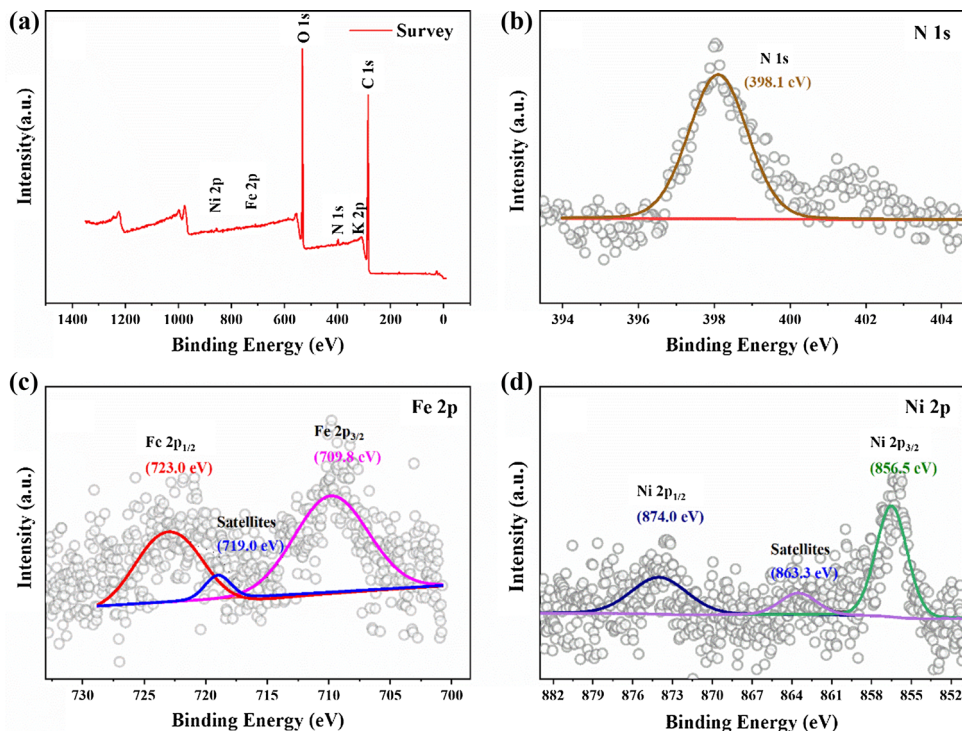 (a)
Survey
O 1s
C 1s
Ni 2p
Fe 2p
N 1s
K 2p
Intensity(a.u.)
1400 1200 1000 800 600 400 200 0
Binding Energy (eV)
(b)
N 1s
N 1s
(398.1 eV)
Intensity (a.u.)
394 396 398 400 402 404
Binding Energy (eV)
(c)
Fe 2p
Fe 2p1/2
(723.0 eV)
Fe 2p3/2
(709.8 eV)
Satellites
(719.0 eV)
Intensity (a.u.)
730 725 720 715 710 705 700
Binding Energy (eV)
(d)
Ni 2p
Ni 2p3/2
(856.5 eV)
Ni 2p1/2
(874.0 eV)
Satellites
(863.3 eV)
Intensity (a.u.)
882 879 876 873 870 867 864 861 858 855 852
Binding Energy (eV)